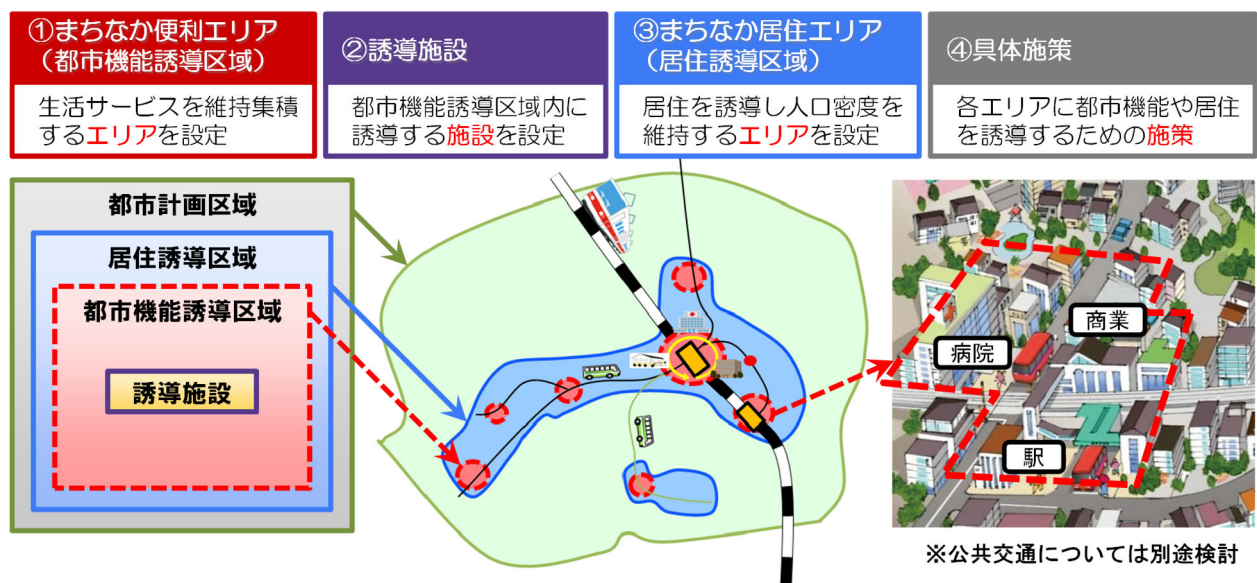 ①まちなか便利エリア
（都市機能誘導区域）
生活サービスを維持集積
するエリアを設定
②誘導施設
都市機能誘導区域内に
誘導する施設を設定
③まちなか居住エリア
（居住誘導区域）
居住を誘導し人口密度を
維持するエリアを設定
④具体施策
各エリアに都市機能や居住
を誘導するための施策
都市計画区域
居住誘導区域
都市機能誘導区域
誘導施設
商業
病院
駅
※公共交通については別途検討